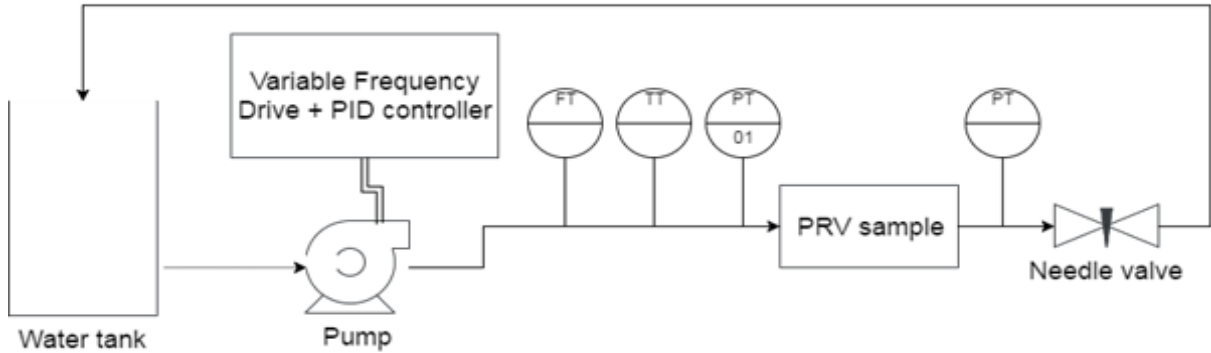 Variable Frequency
Drive + PID controller
FT
TT
PT
01
PT
PRV sample
Needle valve
Water tank
Pump